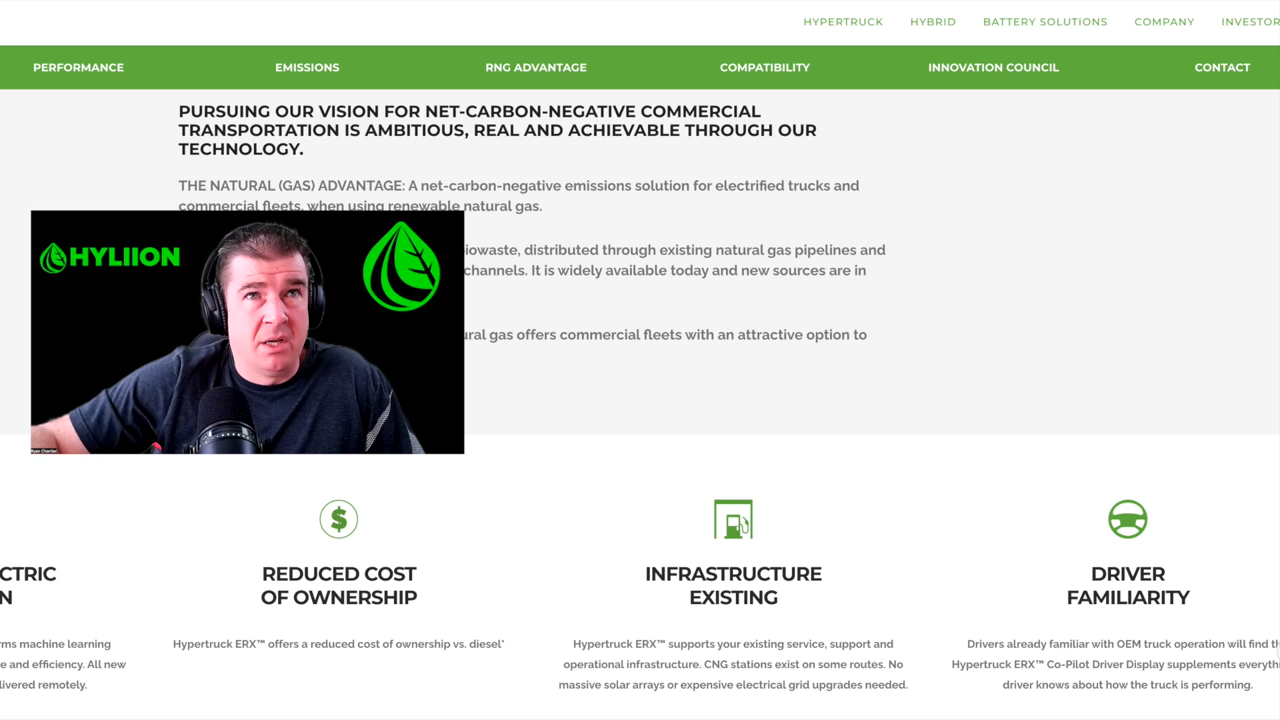 HYPERTRUCK HYBRID BATTERY SOLUTIONS COMPANY INVESTOR
PERFORMANCE EMISSIONS RNG ADVANTAGE COMPATIBILITY INNOVATION COUNCIL CONTACT
PURSUING OUR VISION FOR NET-CARBON-NEGATIVE COMMERCIAL
TRANSPORTATION IS AMBITIOUS, REAL AND ACHIEVABLE THROUGH OUR
TECHNOLOGY.
THE NATURAL (GAS) ADVANTAGE: A net-carbon-negative emissions solution for electrified trucks and
commercial fleets, when using renewable natural gas.
iowaste, distributed through existing natural gas pipelines and
channels. It is widely available today and new sources are in
ural gas offers commercial fleets with an attractive option to
HYLIION
Ryan Chartier
CTRIC
N
rms machine learning
e and efficiency. All new
livered remotely.
REDUCED COST
OF OWNERSHIP
Hypertruck ERX™ offers a reduced cost of ownership vs. diesel*
INFRASTRUCTURE
EXISTING
Hypertruck ERX™ supports your existing service, support and
operational infrastructure. CNG stations exist on some routes. No
massive solar arrays or expensive electrical grid upgrades needed.
DRIVER
FAMILIARITY
Drivers already familiar with OEM truck operation will find th
Hypertruck ERX™ Co-Pilot Driver Display supplements everythi
driver knows about how the truck is performing.